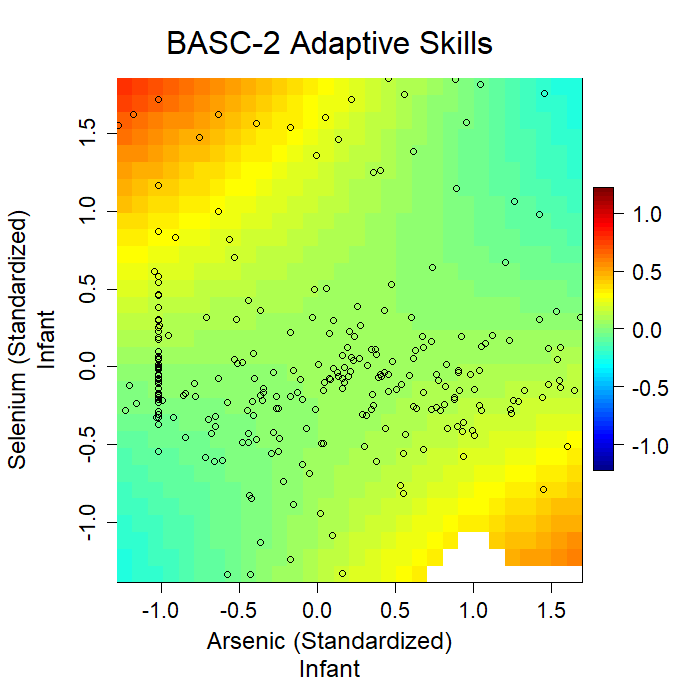 BASC-2 Adaptive Skills
Selenium (Standardized)
Infant
1.5
1.0
0.5
0.0
-0.5
-1.0
-1.0 -0.5 0.0 0.5 1.0 1.5
Arsenic (Standardized)
Infant
1.0
0.5
0.0
-0.5
-1.0